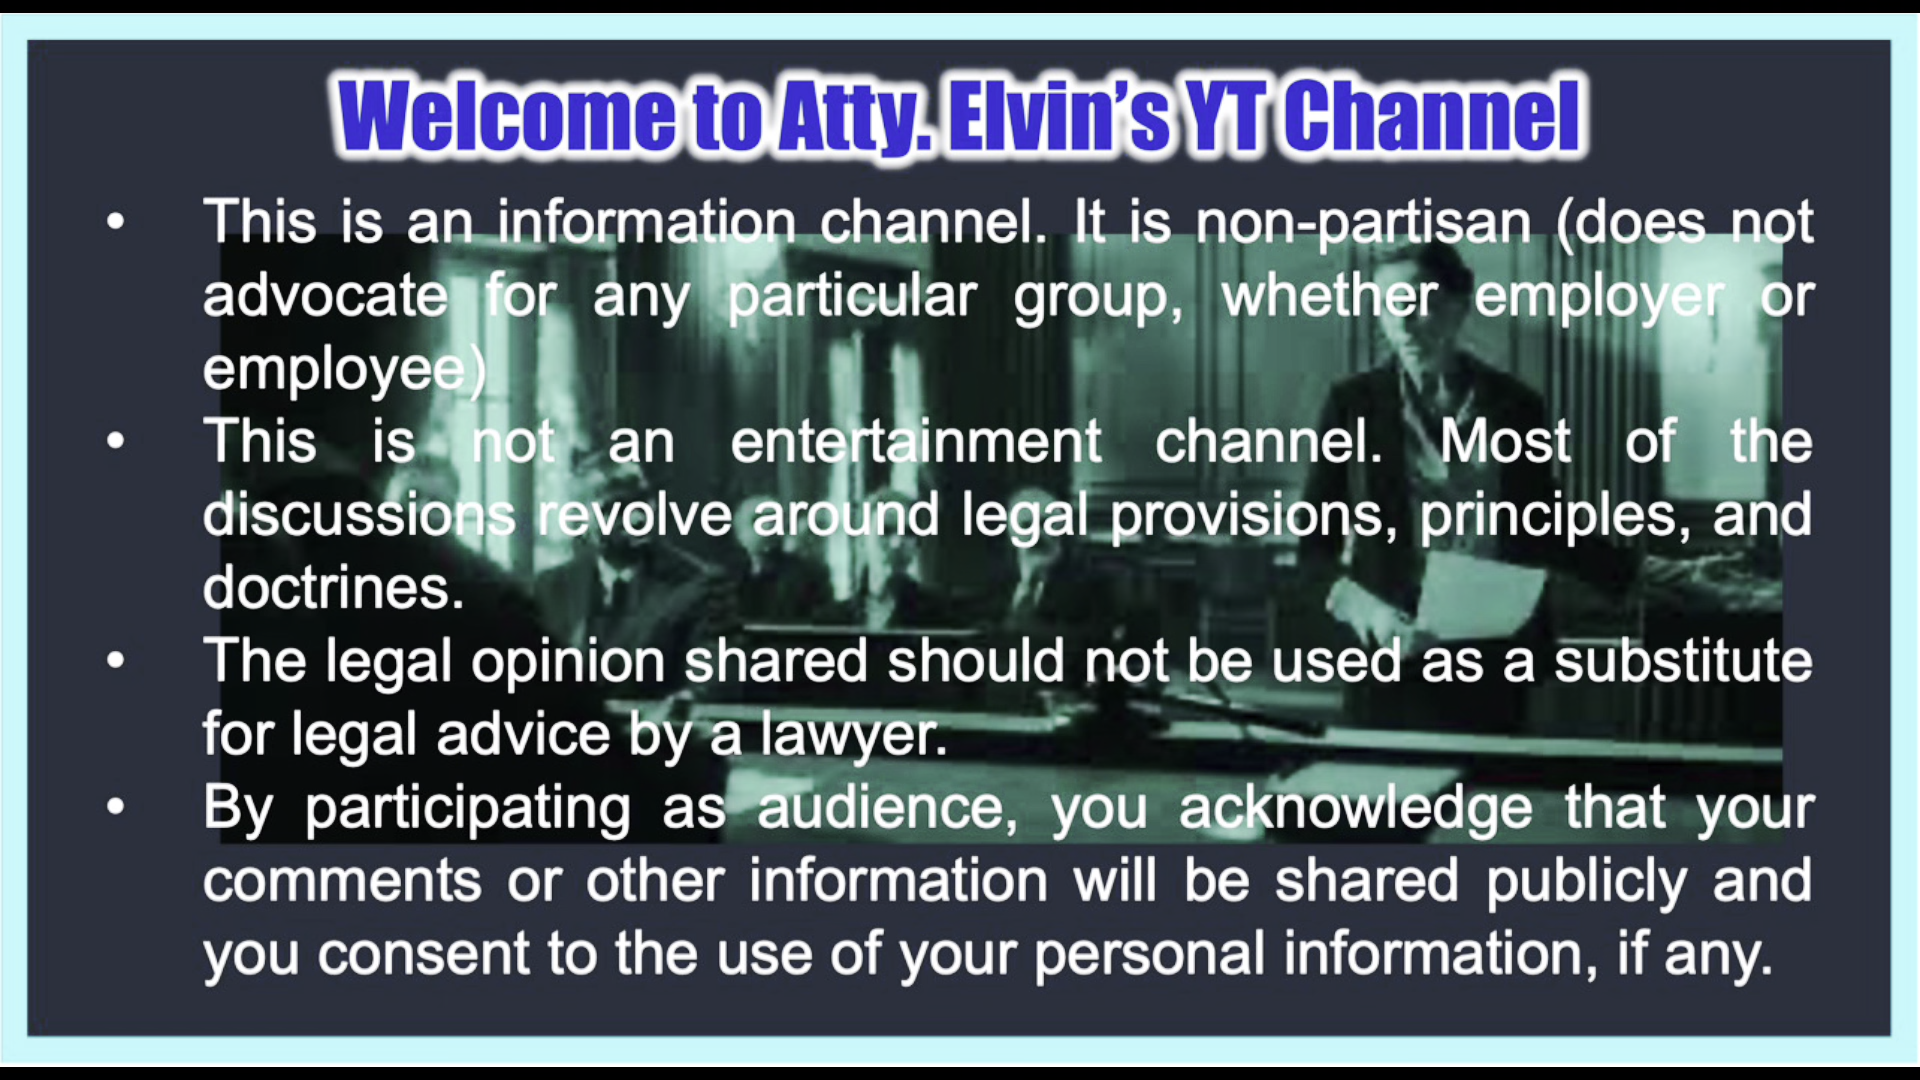 Welcome to Atty. Elvin's YT Channel
• This is an information channel. It is non-partisan (does not
advocate for any particular group, whether employer or
employee)
• This is not an entertainment channel. Most of the
discussions revolve around legal provisions, principles, and
doctrines.
• The legal opinion shared should not be used as a substitute
for legal advice by a lawyer.
• By participating as audience, you acknowledge that your
comments or other information will be shared publicly and
you consent to the use of your personal information, if any.